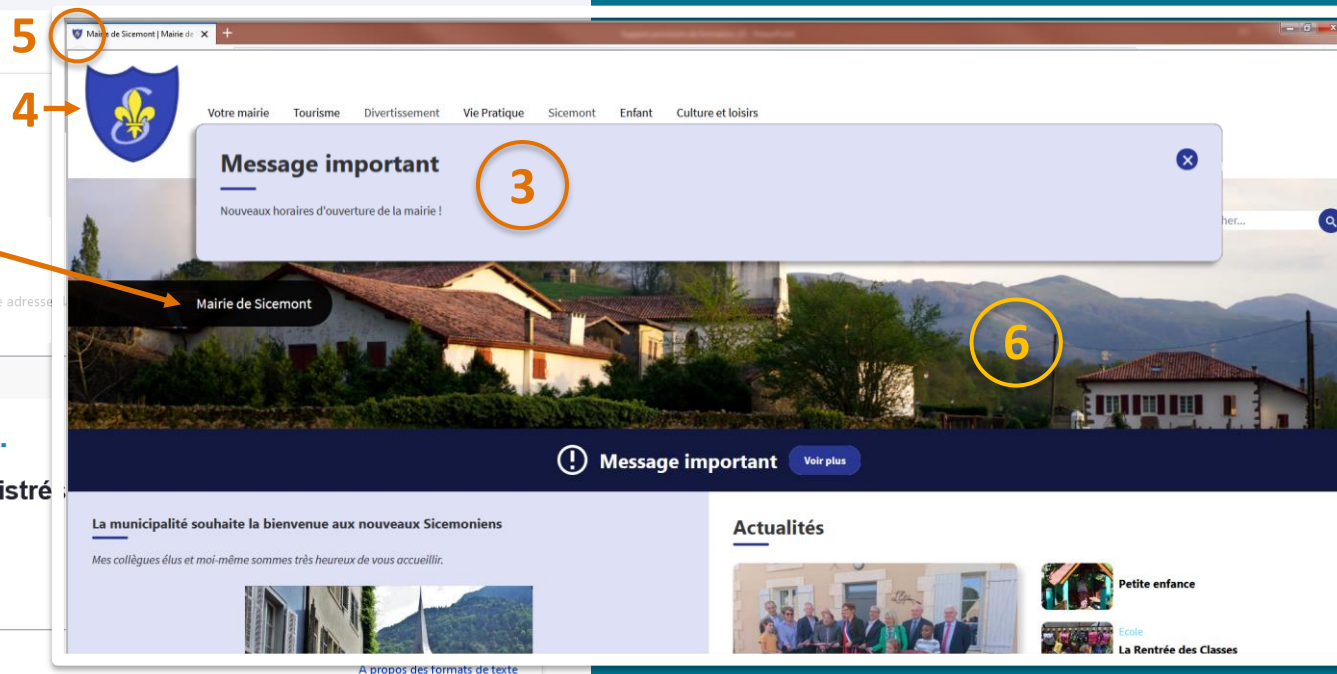 5
Mairie de Sicemont | Mairie de
4
Votre mairie Tourisme Divertissement Vie Pratique Sicemont Enfant Culture et loisirs
Message important
3
Nouveaux horaires d'ouverture de la mairie !
her...
e adresse
Mairie de Sicemont
6
Message important Voir plus
istré
La municipalité souhaite la bienvenue aux nouveaux Sicemoniens
Mes collègues élus et moi-même sommes très heureux de vous accueillir.
Actualités
Petite enfance
Ecole
La Rentrée des Classes
A propos des formats de texte